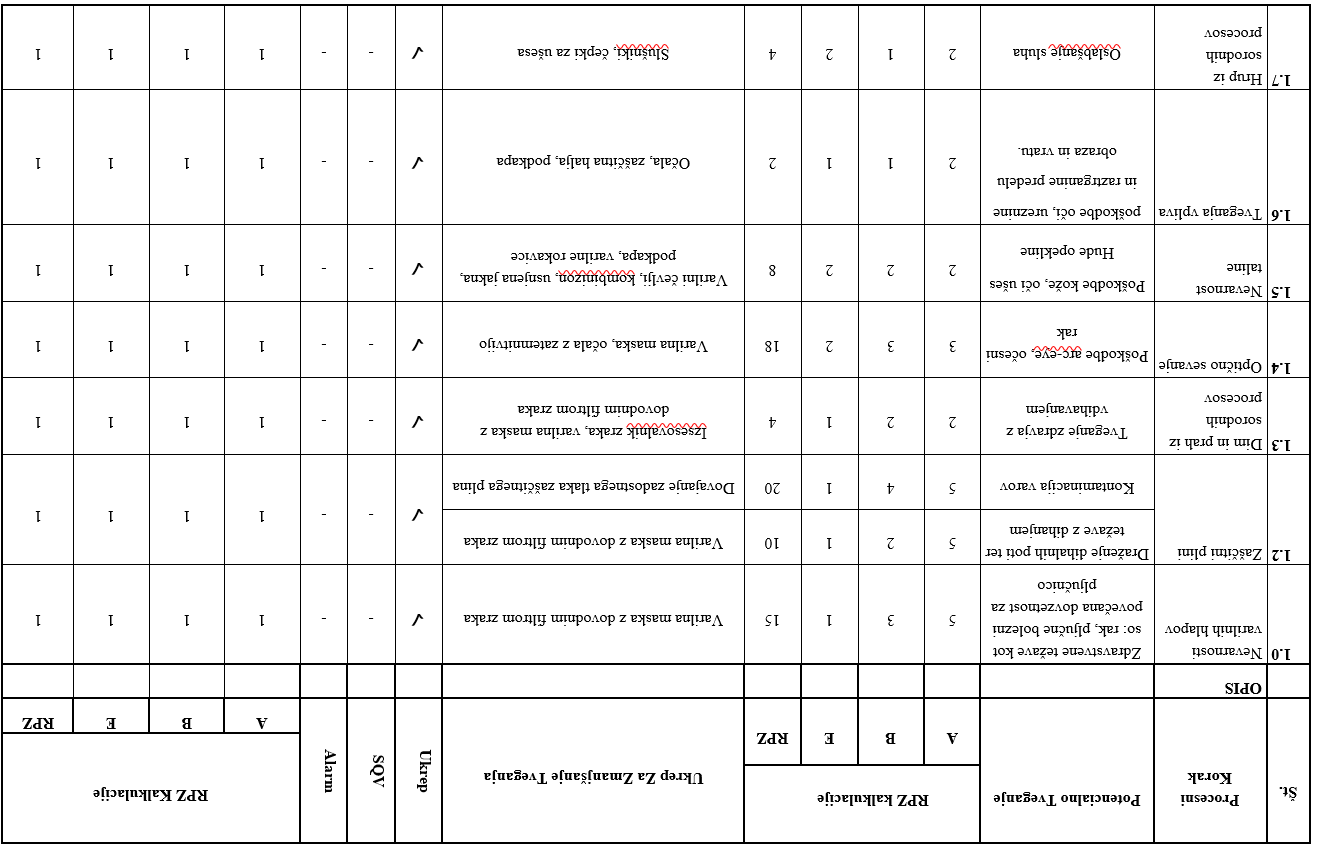 Št.
Procesni
Korak
Potencialno Tveganje
RPZ kalkulacije
Ukrep Za Zmanjšanje Tveganja
Ukrep
SQV
Alarm
RPZ Kalkulacije
A B E RPZ
A B E RPZ
OPIS
1.0 Nevarnosti
varilnih hlapov
Zdravstvene težave kot
so: rak, pljučne bolezni
povečana dovzetnost za
pljučnico
5 3 1 15
Varilna maska z dovodnim filtrom zraka
✓ - - 1 1 1 1
1.2 Zaščitni plini
Draženje dihalnih poti ter
težave z dihanjem
5 2 1 10
Varilna maska z dovodnim filtrom zraka
✓ - - 1 1 1 1
Kontaminacija varov
5 4 1 20
Dovajanje zadostnega tlaka zaščitnega plina
1.3 Dim in prah iz
sorodnih
procesov
Tveganje zdravja z
vdihavanjem
2 2 1 4
Izsesovalnik zraka, varilna maska z
dovodnim filtrom zraka
✓ - - 1 1 1 1
1.4 Optično sevanje
Poškodbe arc-eye, očesni
rak
3 3 2 18
Varilna maska, očala z zatemnitvijo
✓ - - 1 1 1 1
1.5 Nevarnost
taline
Poškodbe kože, oči ušes
Hude opekline
2 2 2 8
Varilni čevlji, kombinizon, usnjena jakna,
podkapa, varilne rokavice
✓ - - 1 1 1 1
1.6 Tveganja vpliva
poškodbe oči, ureznine
in raztrganine predelu
obraza in vratu.
2 1 1 2
Očala, zaščitna halja, podkapa
✓ - - 1 1 1 1
1.7 Hrup iz
sorodnih
procesov
Oslabšanje sluha
2 1 2 4
Slušniki, čepki za ušesa
✓ - - 1 1 1 1